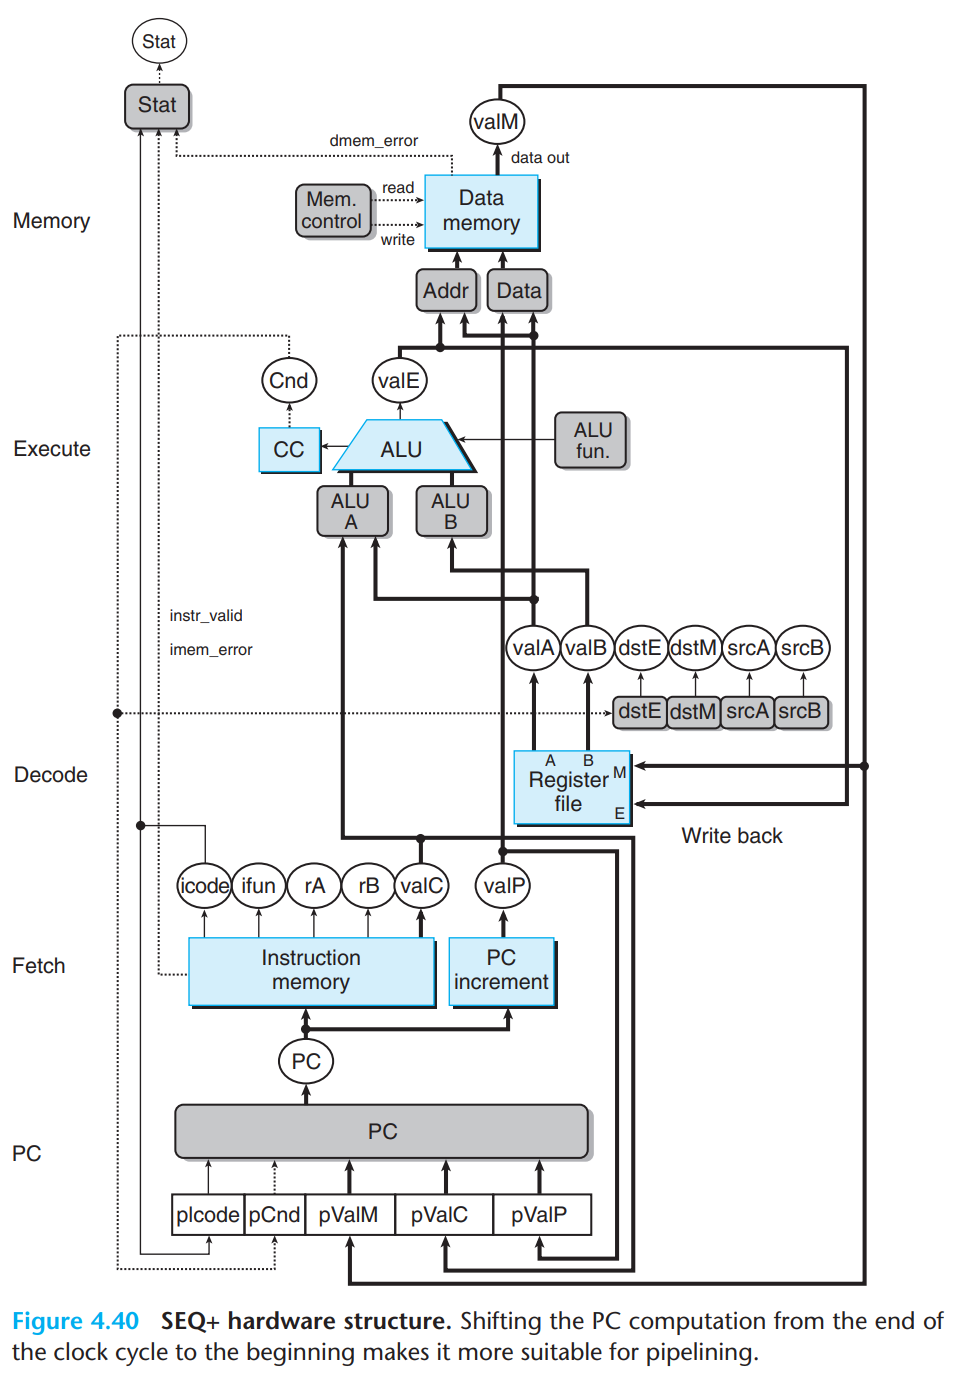 Stat
Stat
valM
dmem_error
data out
Memory
Mem.
control
read
write
Data
memory
Addr
Data
Cnd
valE
Execute
CC
ALU
ALU
fun.
ALU
A
ALU
B
instr_valid
imem_error
valA
valB
dstE
dstM
srcA
srcB
dstE
dstM
srcA
srcB
Decode
A
B
M
Register
file
E
Write back
icode
ifun
rA
rB
valC
valP
Fetch
Instruction
memory
PC
increment
PC
PC
PC
pIcode
pCnd
pValM
pValC
pValP
Figure 4.40 SEQ+ hardware structure. Shifting the PC computation from the end of
the clock cycle to the beginning makes it more suitable for pipelining.